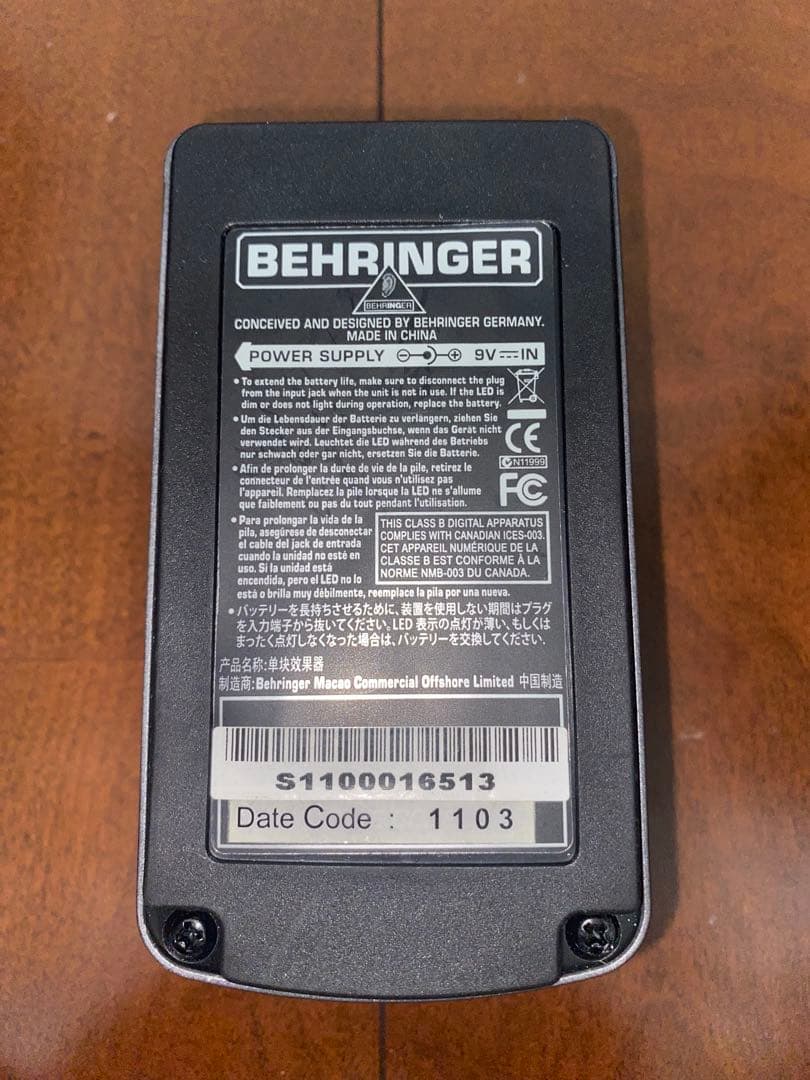 BEHRINGER
BEHRINGER
CONCEIVED AND DESIGNED BY BEHRINGER GERMANY.
MADE IN CHINA
POWER SUPPLY 9V IN
• To extend the battery life, make sure to disconnect the plug
from the input jack when the unit is not in use. If the LED is
dim or does not light during operation, replace the battery.
• Um die Lebensdauer der Batterie zu verlängern, ziehen Sie
den Stecker aus der Eingangsbuchse, wenn das Gerät nicht
verwendet wird. Leuchtet die LED während des Betriebs
nur schwach oder gar nicht, ersetzen Sie die Batterie.
CE
N11999
FC
• Afin de prolonger la durée de vie de la pile, retirez le
connecteur de l'entrée quand vous n'utilisez pas
l'appareil. Remplacez la pile lorsque la LED ne s'allume
que faiblement ou pas du tout pendant l'utilisation.
• Para prolongar la vida de la
pila, asegúrese de desconectar
el cable del jack de entrada
cuando la unidad no esté en
uso. Si la unidad está
encendida, pero el LED no lo
está o brilla muy débilmente, reemplace la pila por una nueva.
THIS CLASS B DIGITAL APPARATUS
COMPLIES WITH CANADIAN ICES-003.
CET APPAREIL NUMÉRIQUE DE LA
CLASSE B EST CONFORME À LA
NORME NMB-003 DU CANADA.
• バッテリーを長持ちさせるために、装置を使用しない期間はプラグ
を入力端子から抜いてください。LED 表示の点灯が薄い、もしくは
まったく点灯しなくなった場合は、バッテリーを交換してください.
产品名称:单块效果器
制造商:Behringer Macao Commercial Offshore Limited 中国制造
S1100016513
Date Code : 1103